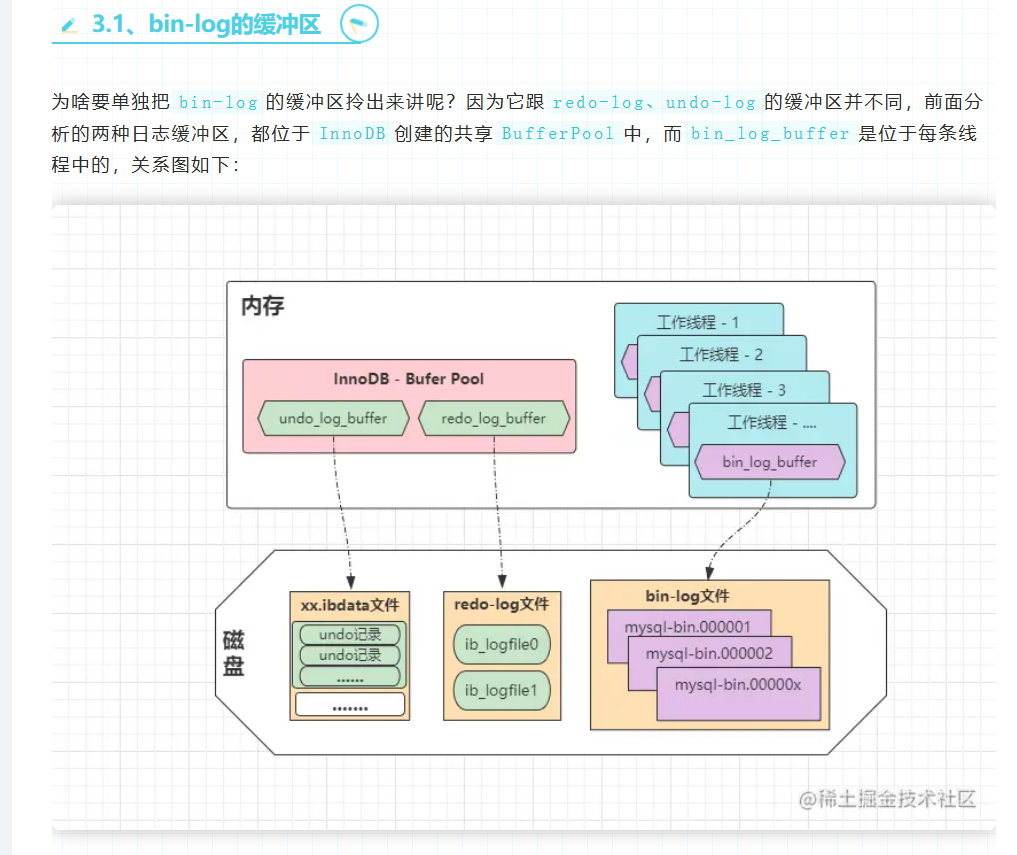 3.1、bin-log的缓冲区
为啥要单独把 bin-log 的缓冲区拎出来讲呢？因为它跟 redo-log、undo-log 的缓冲区并不同，前面分
析的两种日志缓冲区，都位于 InnoDB 创建的共享 BufferPool 中，而 bin_log_buffer 是位于每条线
程中的，关系图如下：
内存
工作线程 - 1
工作线程 - 2
工作线程 - 3
工作线程 - ....
bin_log_buffer
InnoDB - Bufer Pool
undo_log_buffer
redo_log_buffer
磁盘
xx.ibdata文件
undo记录
undo记录
......
.......
redo-log文件
ib_logfile0
ib_logfile1
bin-log文件
mysql-bin.000001
mysql-bin.000002
mysql-bin.00000x
@稀土掘金技术社区